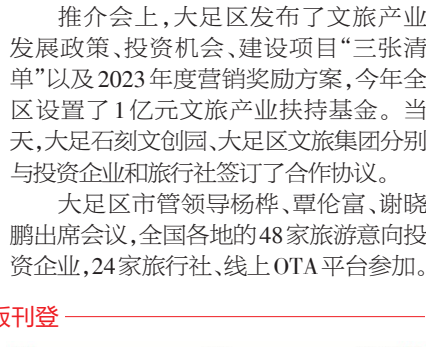 推介会上,大足区发布了文旅产业
发展政策、投资机会、建设项目“三张清
单”以及2023年度营销奖励方案,今年全
区设置了1亿元文旅产业扶持基金。当
天,大足石刻文创园、大足区文旅集团分别
与投资企业和旅行社签订了合作协议。
大足区市管领导杨桦、覃伦富、谢晓
鹏出席会议,全国各地的48家旅游意向投
资企业,24家旅行社、线上OTA平台参加。
版刊登